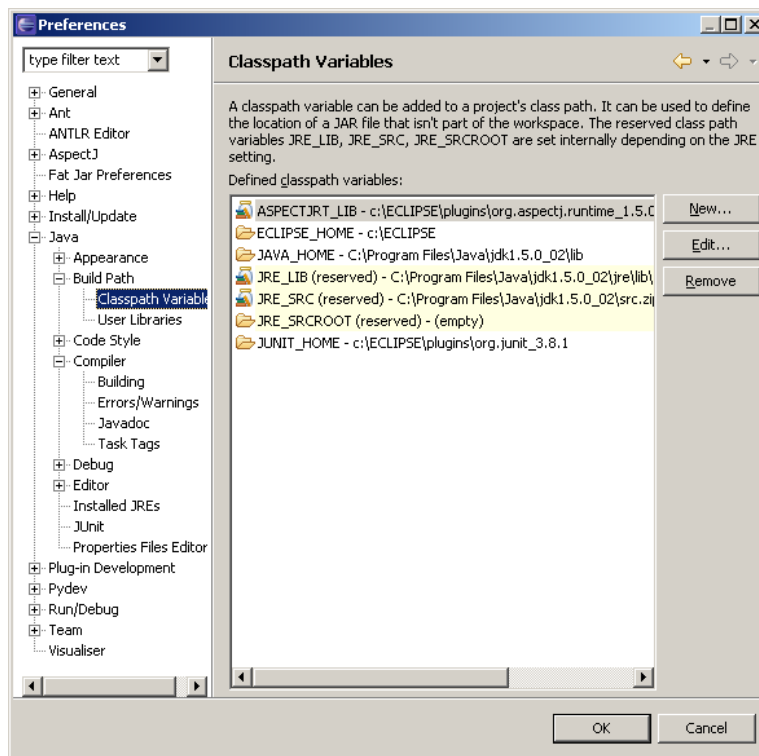 Preferences
type filter text
General
Ant
ANTLR Editor
AspectJ
Fat Jar Preferences
Help
Install/Update
Java
Appearance
Build Path
Classpath Variable
User Libraries
Code Style
Compiler
Building
Errors/Warnings
Javadoc
Task Tags
Debug
Editor
Installed JREs
JUnit
Properties Files Editor
Plug-in Development
Pydev
Run/Debug
Team
Visualiser
Classpath Variables
A classpath variable can be added to a project's class path. It can be used to define
the location of a JAR file that isn't part of the workspace. The reserved class path
variables JRE_LIB, JRE_SRC, JRE_SRCROOT are set internally depending on the JRE
setting.
Defined classpath variables:
ASPECTJRT_LIB - c:\ECLIPSE\plugins\org.aspectj.runtime_1.5.0
ECLIPSE_HOME - c:\ECLIPSE
JAVA_HOME - C:\Program Files\Java\jdk1.5.0_02\lib
JRE_LIB (reserved) - C:\Program Files\Java\jdk1.5.0_02\jre\lib\
JRE_SRC (reserved) - C:\Program Files\Java\jdk1.5.0_02\src.zip
JRE_SRCROOT (reserved) - (empty)
JUNIT_HOME - c:\ECLIPSE\plugins\org.junit_3.8.1
New...
Edit...
Remove
OK
Cancel